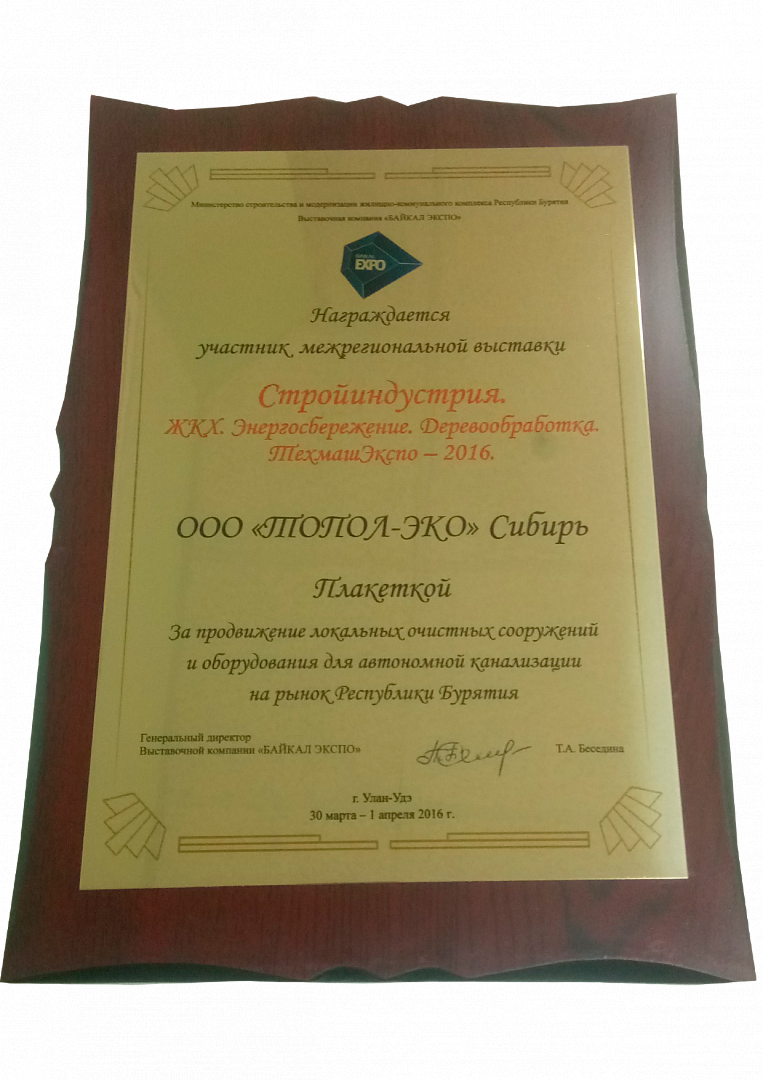 Министерство строительства и модернизации жилищно-коммунального комплекса Республики Бурятия
Выставочная компания «БАЙКАЛ ЭКСПО»
BAIKAL
EXPO
Награждается
участник межрегиональной выставки
Стройиндустрия.
ЖКХ. Энергосбережение. Деревообработка.
ТехмашЭкспо – 2016.
ООО «ТОПОЛ-ЭКО» Сибирь
Плакеткой
За продвижение локальных очистных сооружений
и оборудования для автономной канализации
на рынок Республики Бурятия
Генеральный директор
Выставочной компании «БАЙКАЛ ЭКСПО»
Т.А. Беседина
г. Улан-Удэ
30 марта – 1 апреля 2016 г.